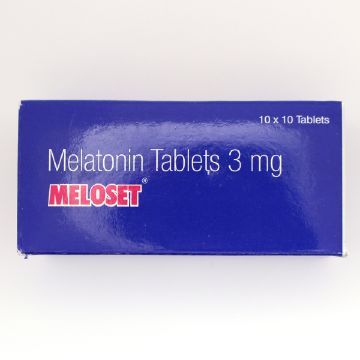 10 x 10 Tablets
Melatonin Tablets 3 mg
MELOSET®